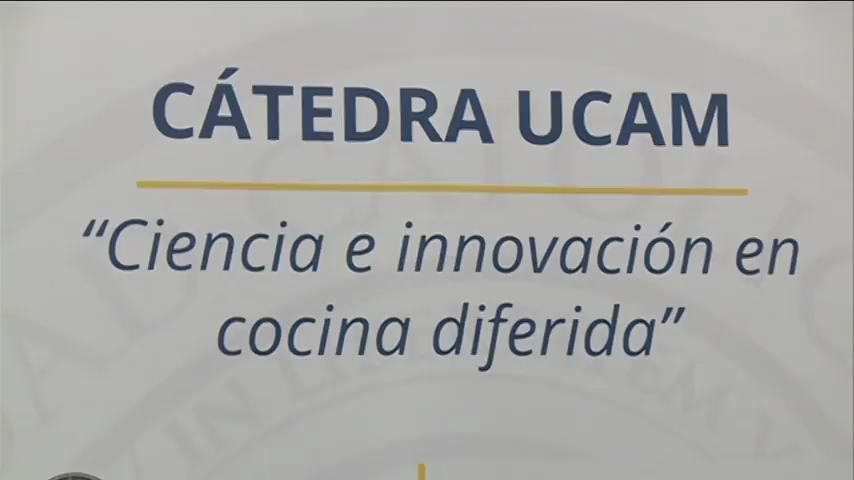 CÁTEDRA UCAM
“Ciencia e innovación en
cocina diferida”